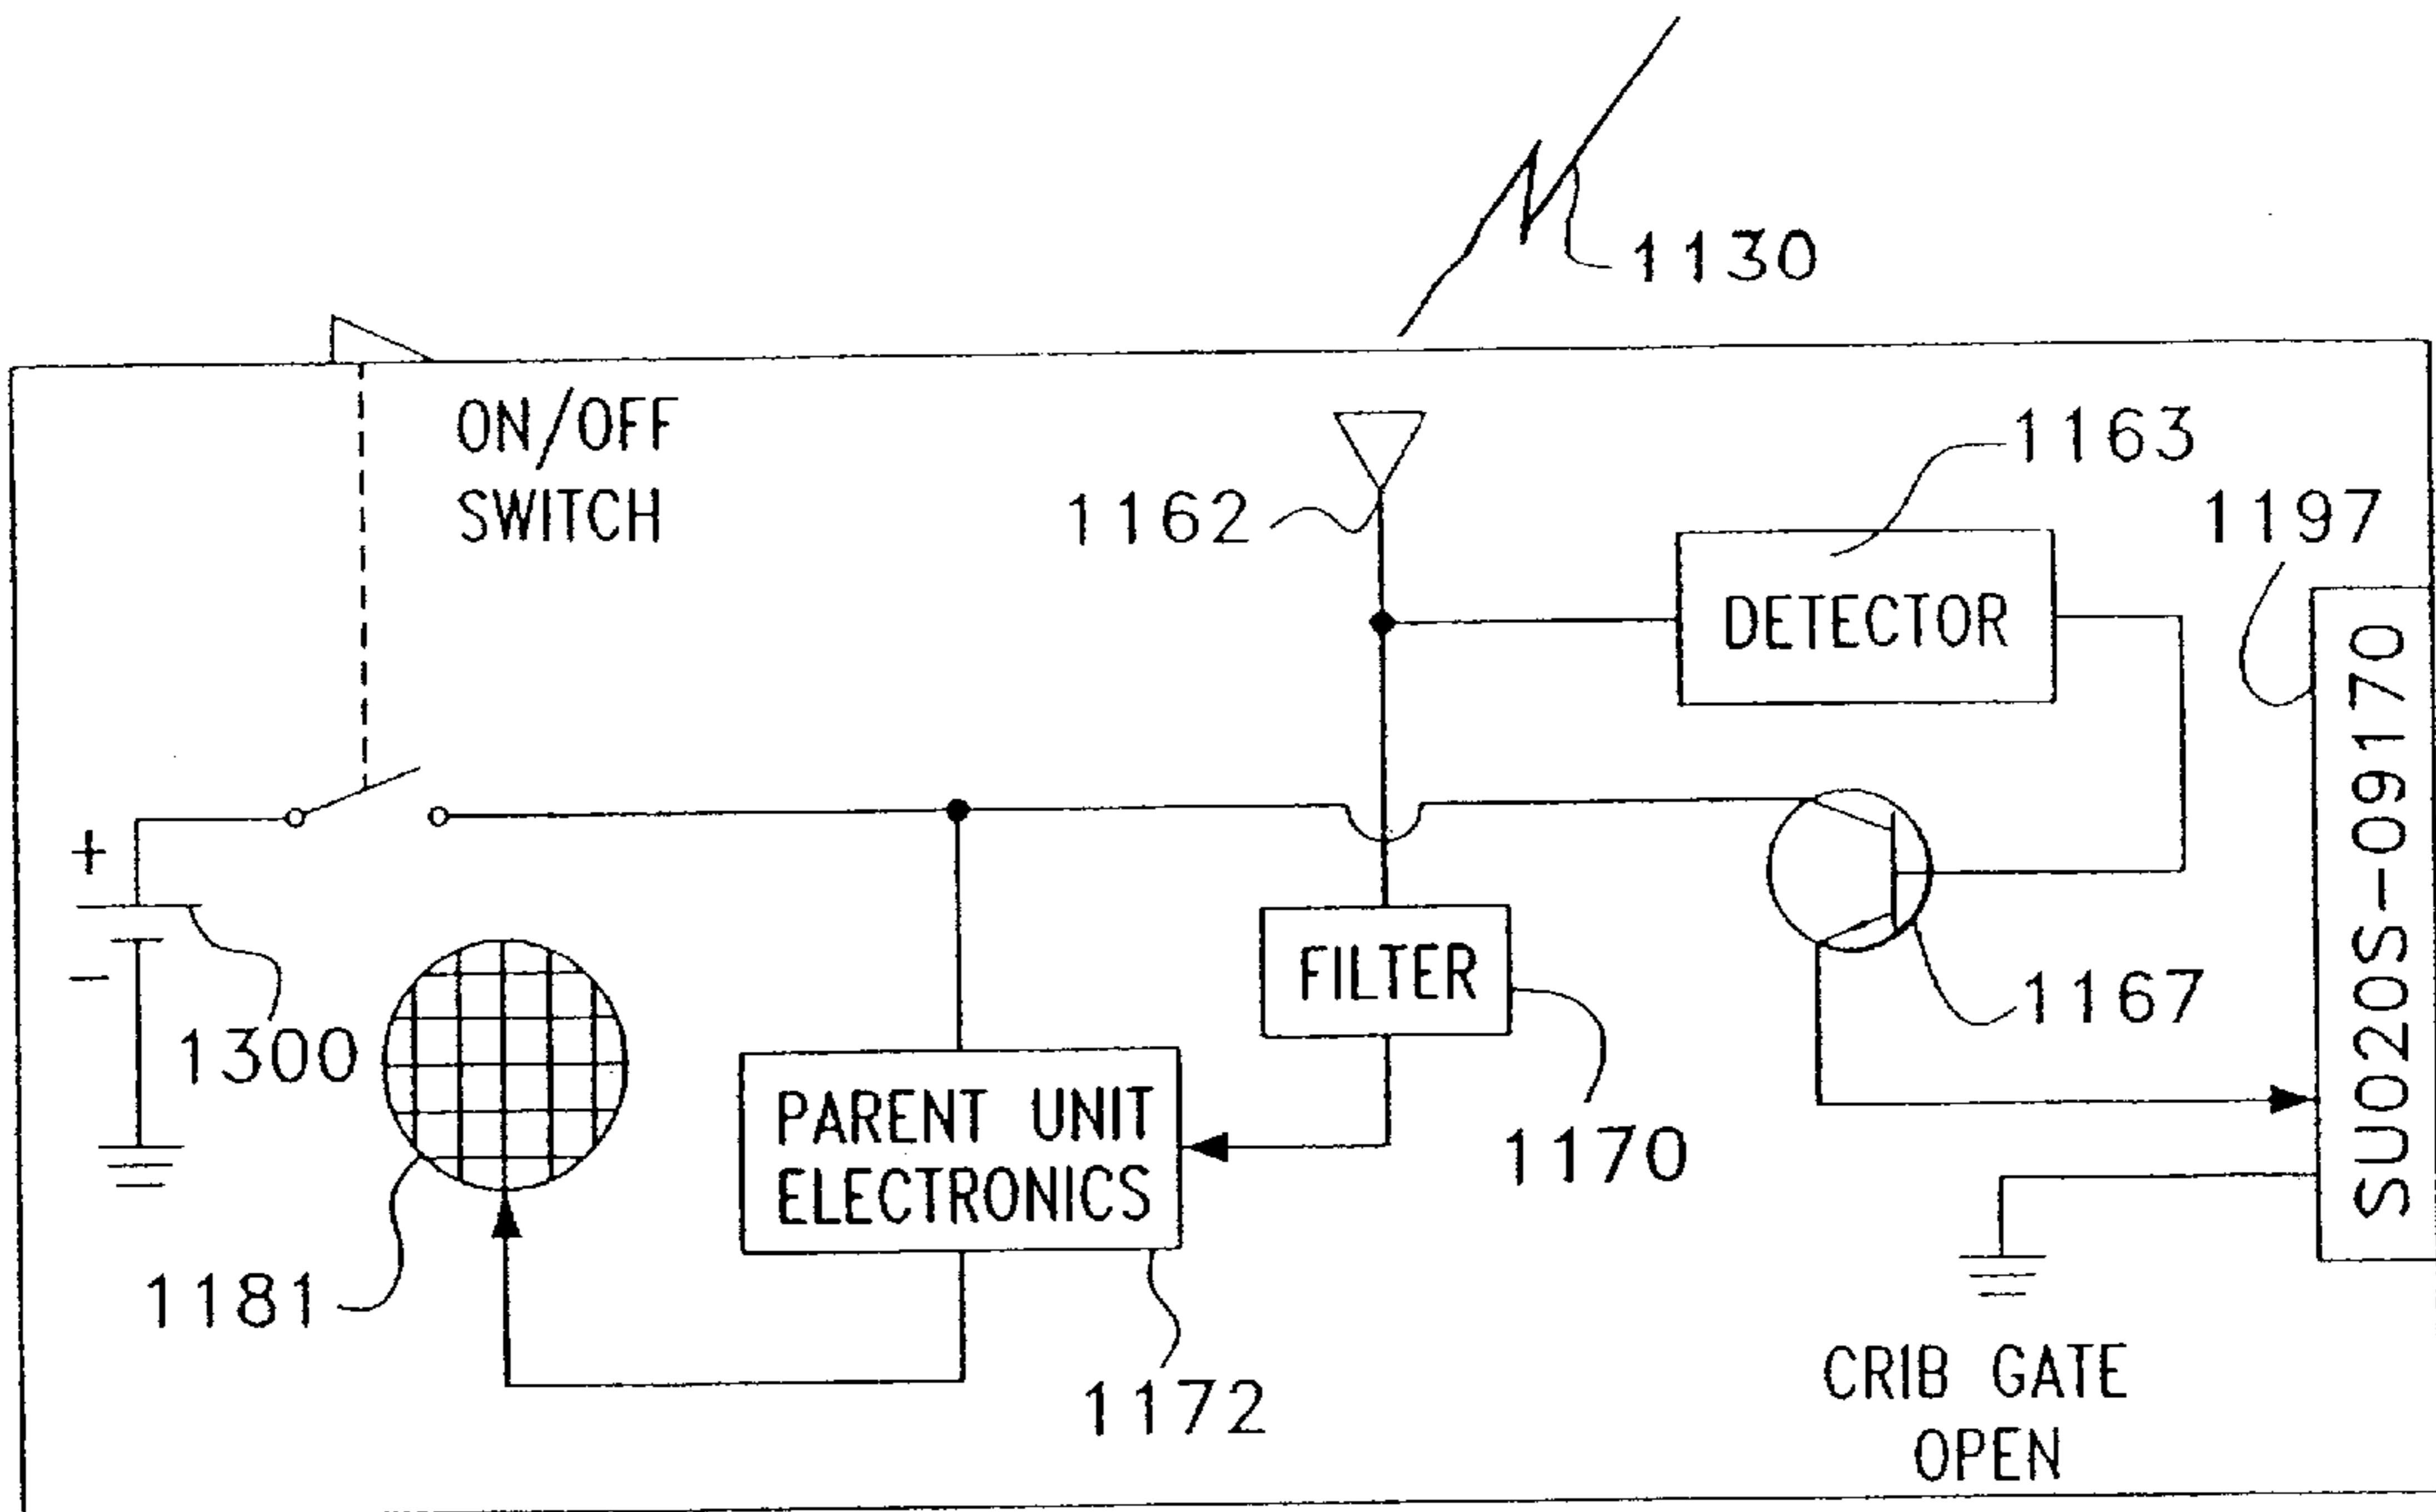 1130
ON/OFF
SWITCH
1163
1162
1197
DETECTOR
SU020S-09170
+
-
FILTER
1167
1300
PARENT UNIT
ELECTRONICS
1170
1181
1172
CRIB GATE
OPEN